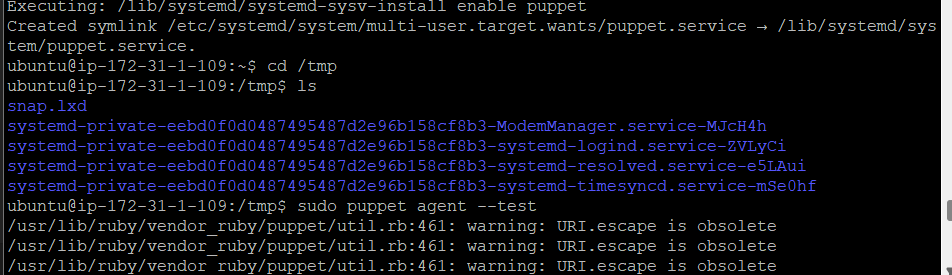 Executing: /lib/systemd/systemd-sysv-install enable puppet
Created symlink /etc/systemd/system/multi-user.target.wants/puppet.service → /lib/systemd/sys
tem/puppet.service.
ubuntu@ip-172-31-1-109:~$ cd /tmp
ubuntu@ip-172-31-1-109:/tmp$ ls
snap.lxd
systemd-private-eebd0f0d0487495487d2e96b158cf8b3-ModemManager.service-MJcH4h
systemd-private-eebd0f0d0487495487d2e96b158cf8b3-systemd-logind.service-ZVLyCi
systemd-private-eebd0f0d0487495487d2e96b158cf8b3-systemd-resolved.service-e5LAui
systemd-private-eebd0f0d0487495487d2e96b158cf8b3-systemd-timesyncd.service-mSe0hf
ubuntu@ip-172-31-1-109:/tmp$ sudo puppet agent --test
/usr/lib/ruby/vendor_ruby/puppet/util.rb:461: warning: URI.escape is obsolete
/usr/lib/ruby/vendor_ruby/puppet/util.rb:461: warning: URI.escape is obsolete
/usr/lib/ruby/vendor_ruby/puppet/util.rb:461: warning: URI.escape is obsolete